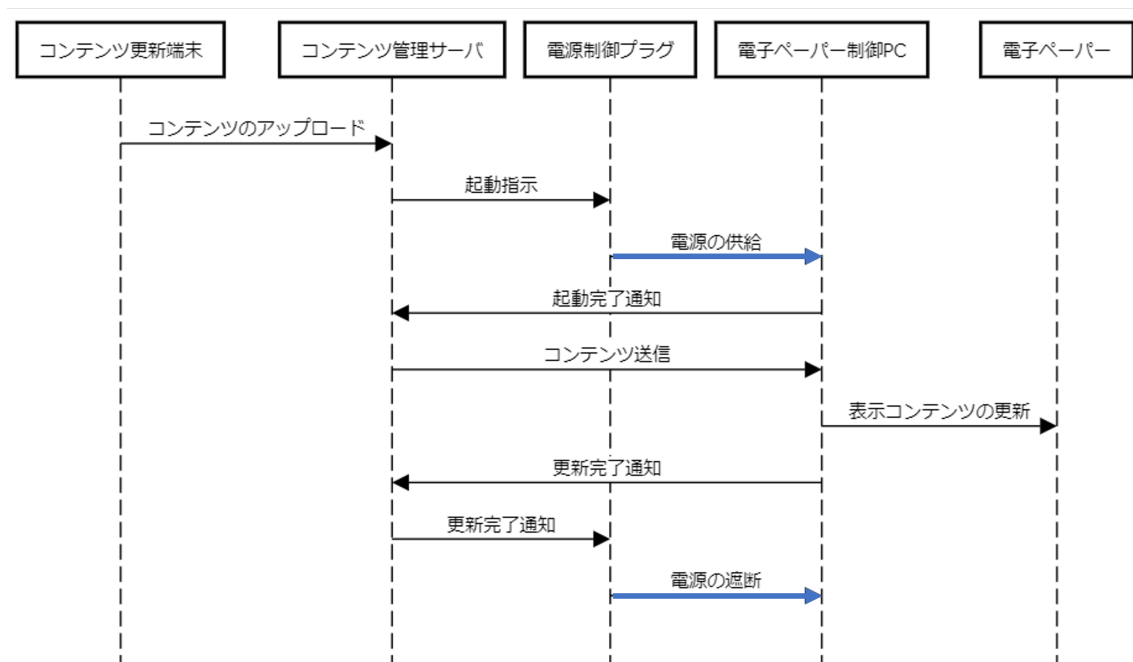 コンテンツ更新端末
コンテンツ管理サーバ
電源制御プラグ
電子ペーパー制御PC
電子ペーパー
コンテンツのアップロード
起動指示
電源の供給
起動完了通知
コンテンツ送信
表示コンテンツの更新
更新完了通知
更新完了通知
電源の遮断